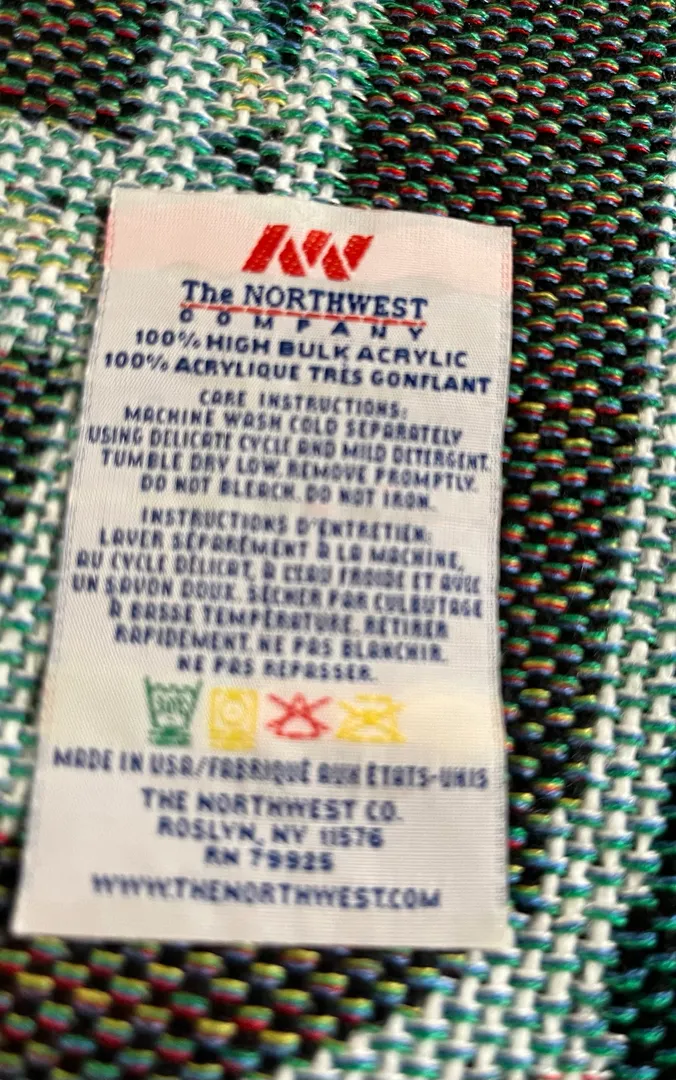 The NORTHWEST
COMPANY
100% HIGH BULK ACRYLIC
100% ACRYLIQUE TRÈS GONFLANT
CARE INSTRUCTIONS:
MACHINE WASH COLD SEPARATELY
USING DELICATE CYCLE AND MILD DETERGENT.
TUMBLE DRY LOW. REMOVE PROMPTLY.
DO NOT BLEACH. DO NOT IRON.
INSTRUCTIONS D'ENTRETIEN:
LAVER SÉPARÉMENT À LA MACHINE,
AU CYCLE DÉLICAT, À L'EAU FROIDE ET AVEC
UN SAVON DOUX. SÉCHER PAR CULBUTAGE
À BASSE TEMPÉRATURE. RETIRER
RAPIDEMENT. NE PAS BLANCHIR.
NE PAS REPASSER.
MADE IN USA/FABRIQUÉ AUX ÉTATS-UNIS
THE NORTHWEST CO.
ROSLYN, NY 11576
RN 79925
WWW.THENORTHWEST.COM